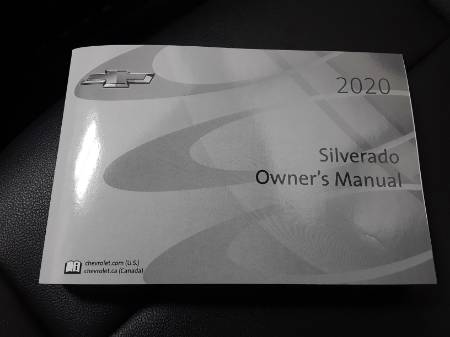 2020
Silverado
Owner's Manual
chevrolet.com (U.S.)
chevrolet.ca (Canada)